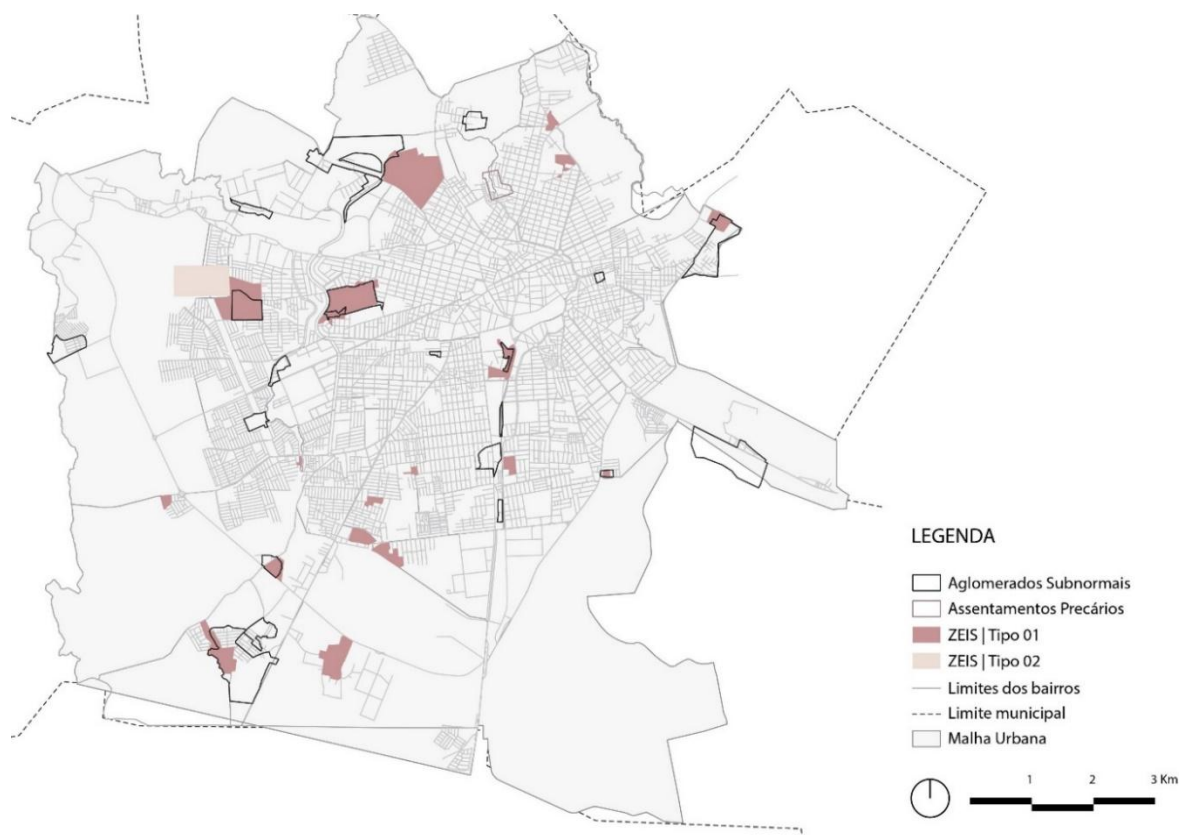 LEGENDA
Aglomerados Subnormais
Assentamentos Precários
ZEIS | Tipo 01
ZEIS | Tipo 02
Limites dos bairros
Limite municipal
Malha Urbana
1 2 3 Km